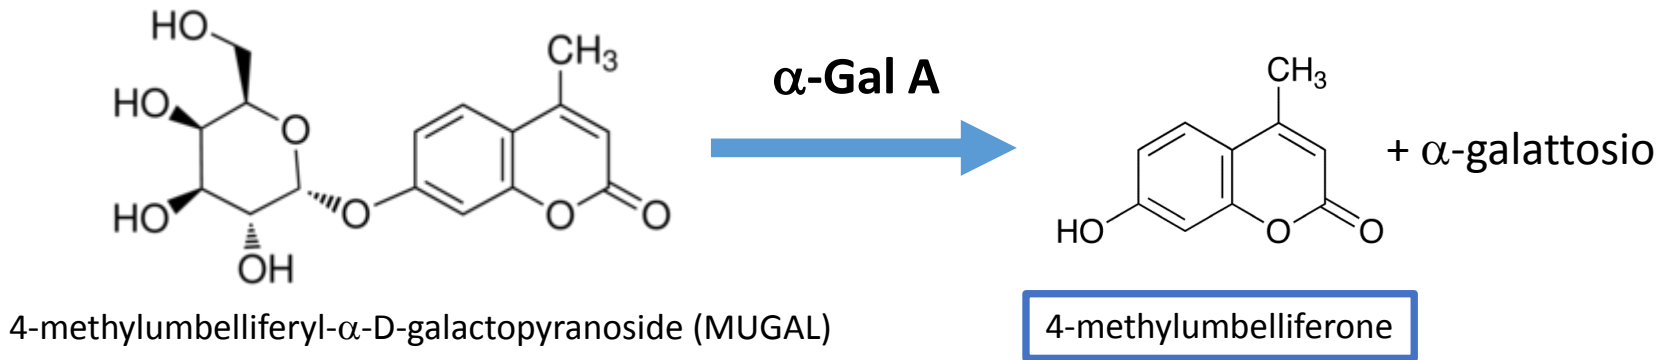 HO
HO
HO
OH
O
O
CH₃
O
O
α-Gal A
CH₃
HO
O
O
+ α-galattosio
4-methylumbelliferyl-α-D-galactopyranoside (MUGAL)
4-methylumbelliferone